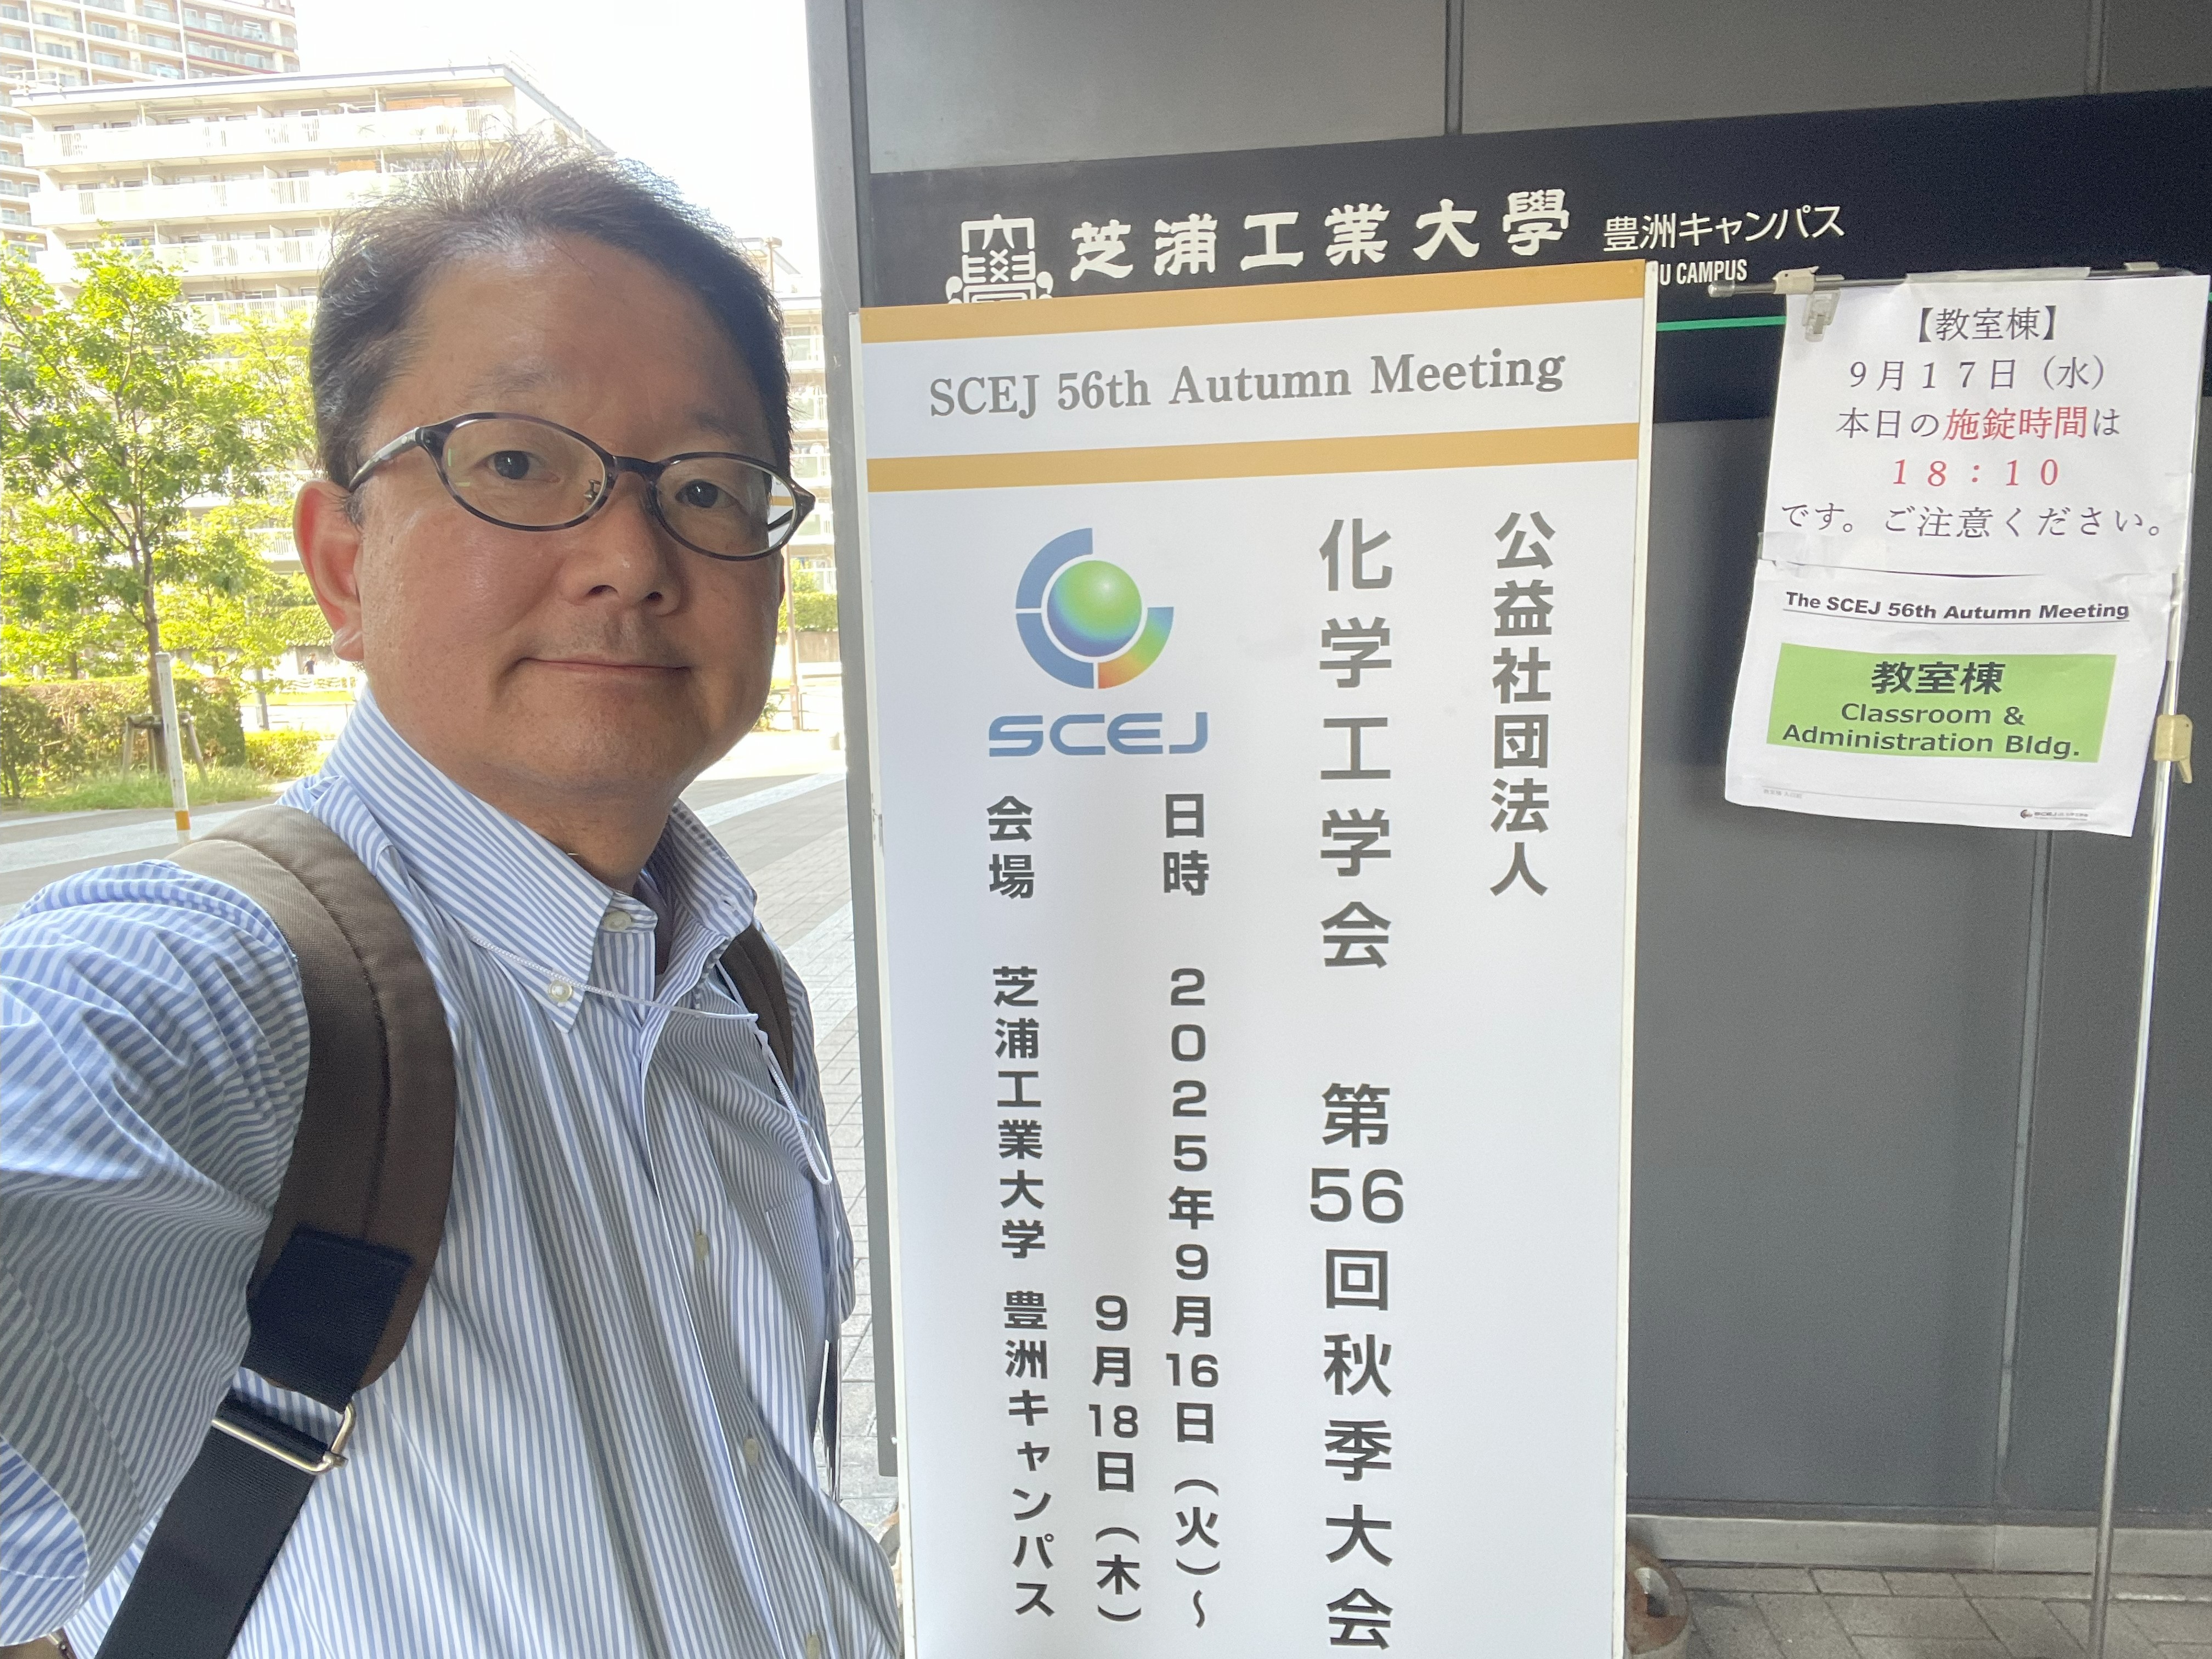 芝浦工業大學 豊洲キャンパス
U CAMPUS
SCEJ 56th Autumn Meeting
公益社団法人
化学工学会 第56回秋季大会
SCEJ
日時 2025年9月16日(火)〜
9月18日(木)
会場 芝浦工業大学 豊洲キャンパス
【教室棟】
9月17日(水)
本日の施錠時間は
18:10
です。ご注意ください。
The SCEJ 56th Autumn Meeting
教室棟
Classroom &
Administration Bldg.